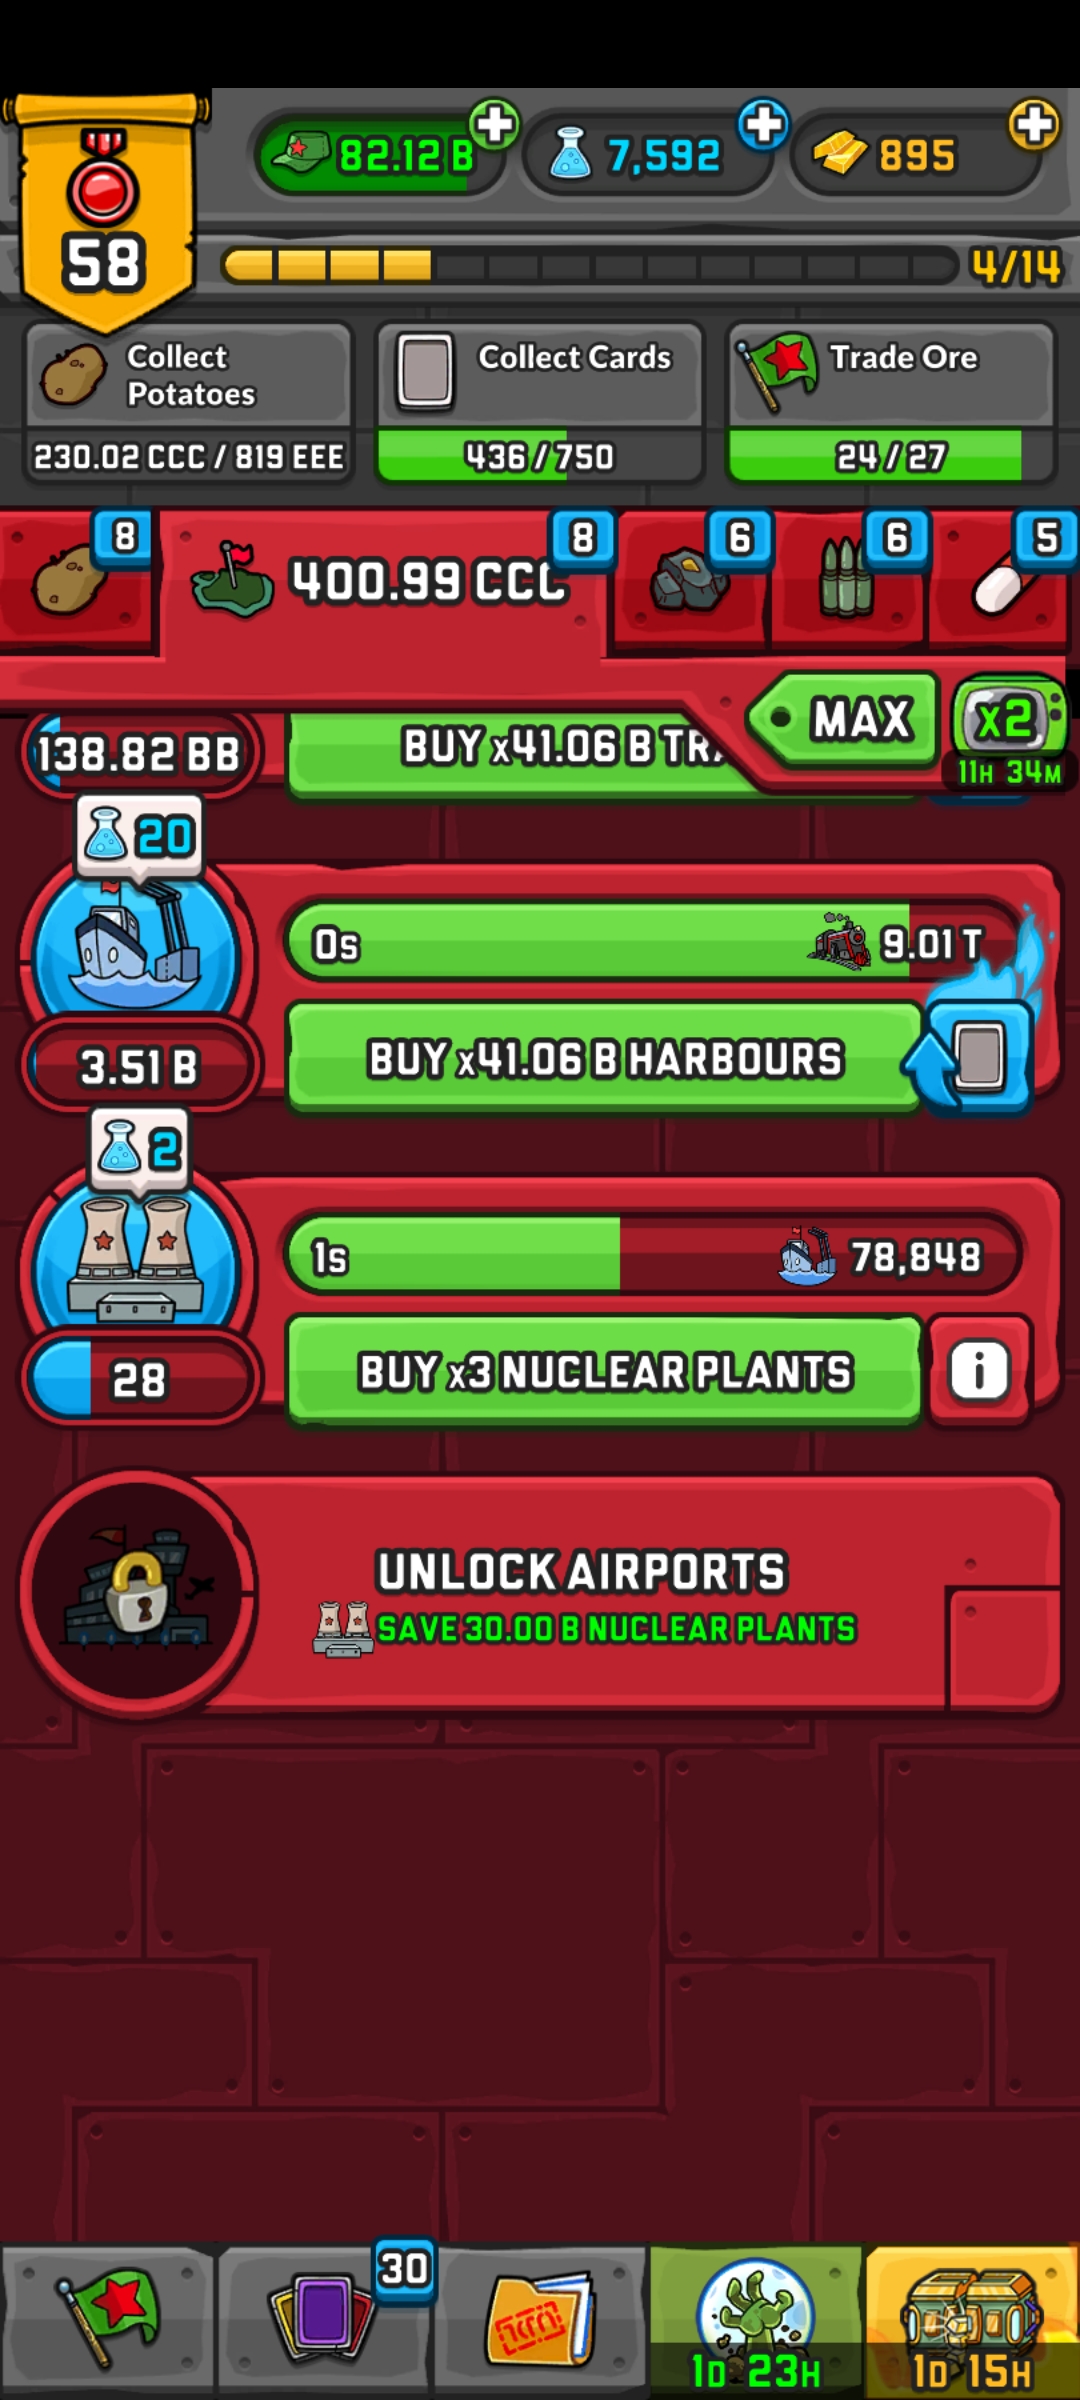 82.12 B
7,592
895
58
4/14
Collect
Potatoes
230.02 CCC / 819 EEE
Collect Cards
436 / 750
Trade Ore
24 / 27
8
400.99 CCC
8
6
6
5
MAX
x2
11H 34M
138.82 BB
BUY x41.06 B
20
0s
9.01 T
3.51 B
BUY x41.06 B HARBOURS
2
1s
78,848
28
BUY x3 NUCLEAR PLANTS
i
UNLOCK AIRPORTS
SAVE 30.00 B NUCLEAR PLANTS
30
1D 23H
1D 15H